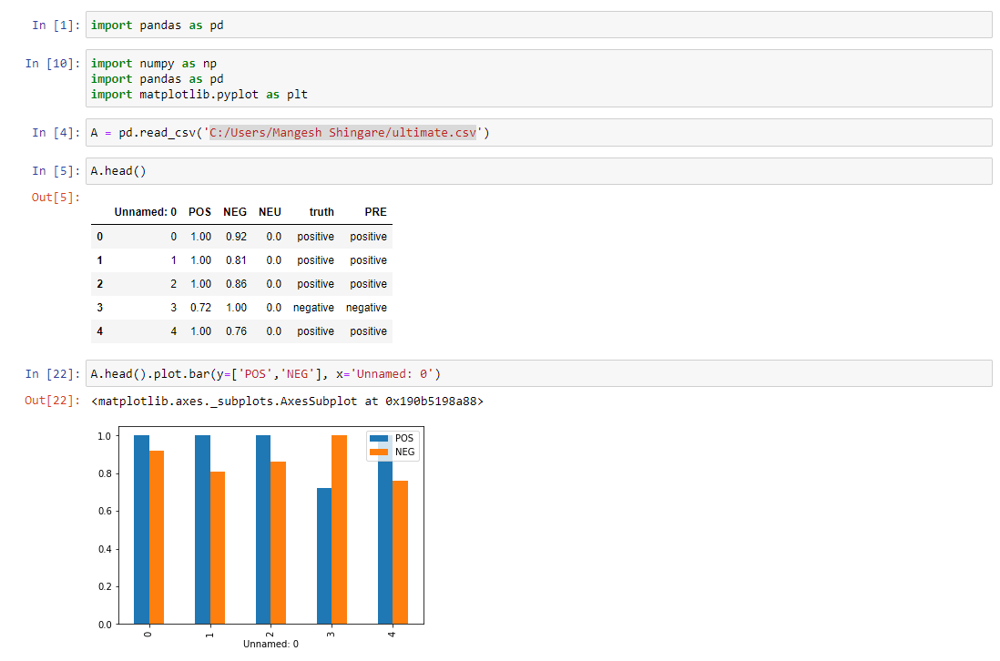 In [1]: import pandas as pd
In [10]: import numpy as np
import pandas as pd
import matplotlib.pyplot as plt
In [4]: A = pd.read_csv('C:/Users/Mangesh Shingare/ultimate.csv')
In [5]: A.head()
Out[5]:
Unnamed: 0 POS NEG NEU truth PRE
0 0 1.00 0.92 0.0 positive positive
1 1 1.00 0.81 0.0 positive positive
2 2 1.00 0.86 0.0 positive positive
3 3 0.72 1.00 0.0 negative negative
4 4 1.00 0.76 0.0 positive positive
In [22]: A.head().plot.bar(y=['POS','NEG'], x='Unnamed: 0')
Out[22]: <matplotlib.axes._subplots.AxesSubplot at 0x190b5198a88>
POS
NEG
1.0
0.8
0.6
0.4
0.2
0.0
0 1 2 3 4
Unnamed: 0